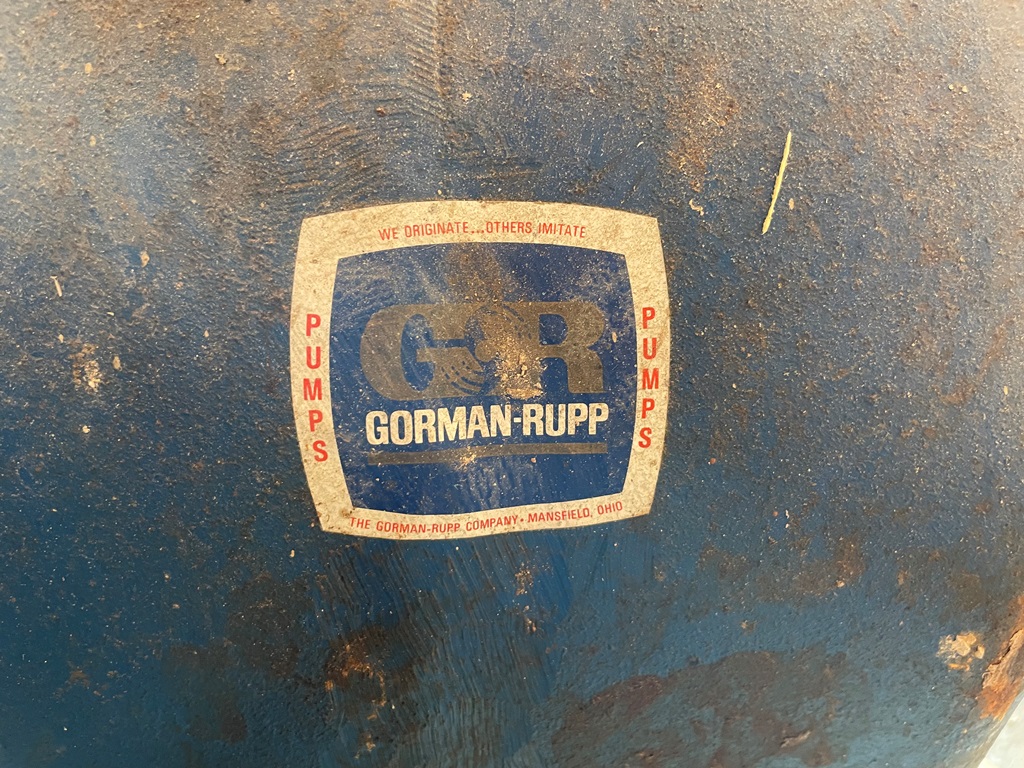 WE ORIGINATE...OTHERS IMITATE
PUMPS
GR
GORMAN-RUPP
PUMPS
THE GORMAN-RUPP COMPANY • MANSFIELD, OHIO